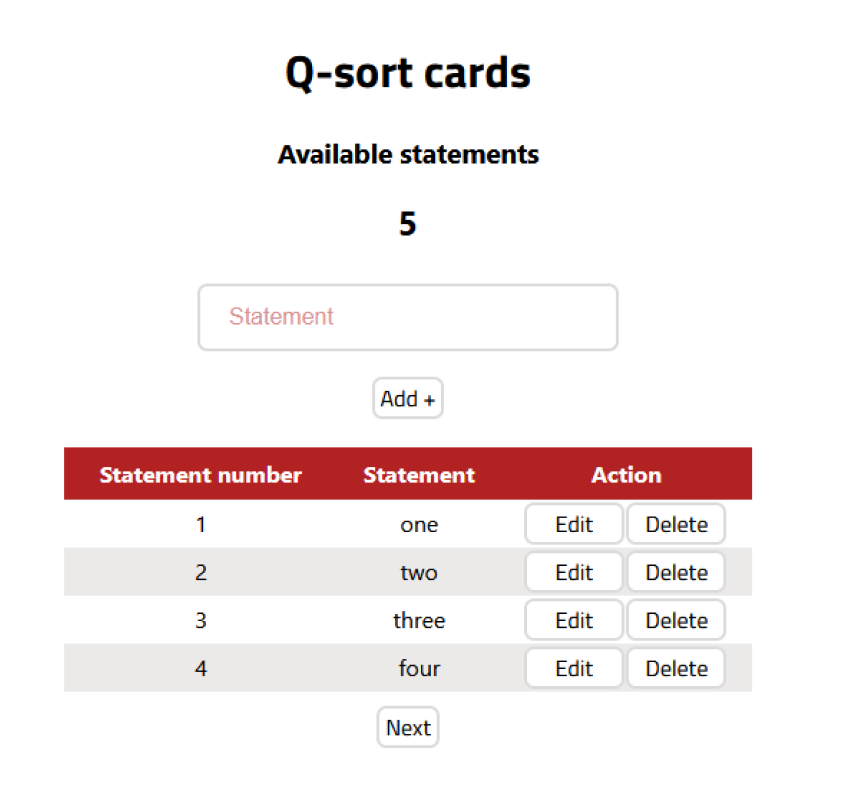 Q-sort cards
Available statements
5
Statement
Add +
Statement number Statement Action
1 one Edit Delete
2 two Edit Delete
3 three Edit Delete
4 four Edit Delete
Next